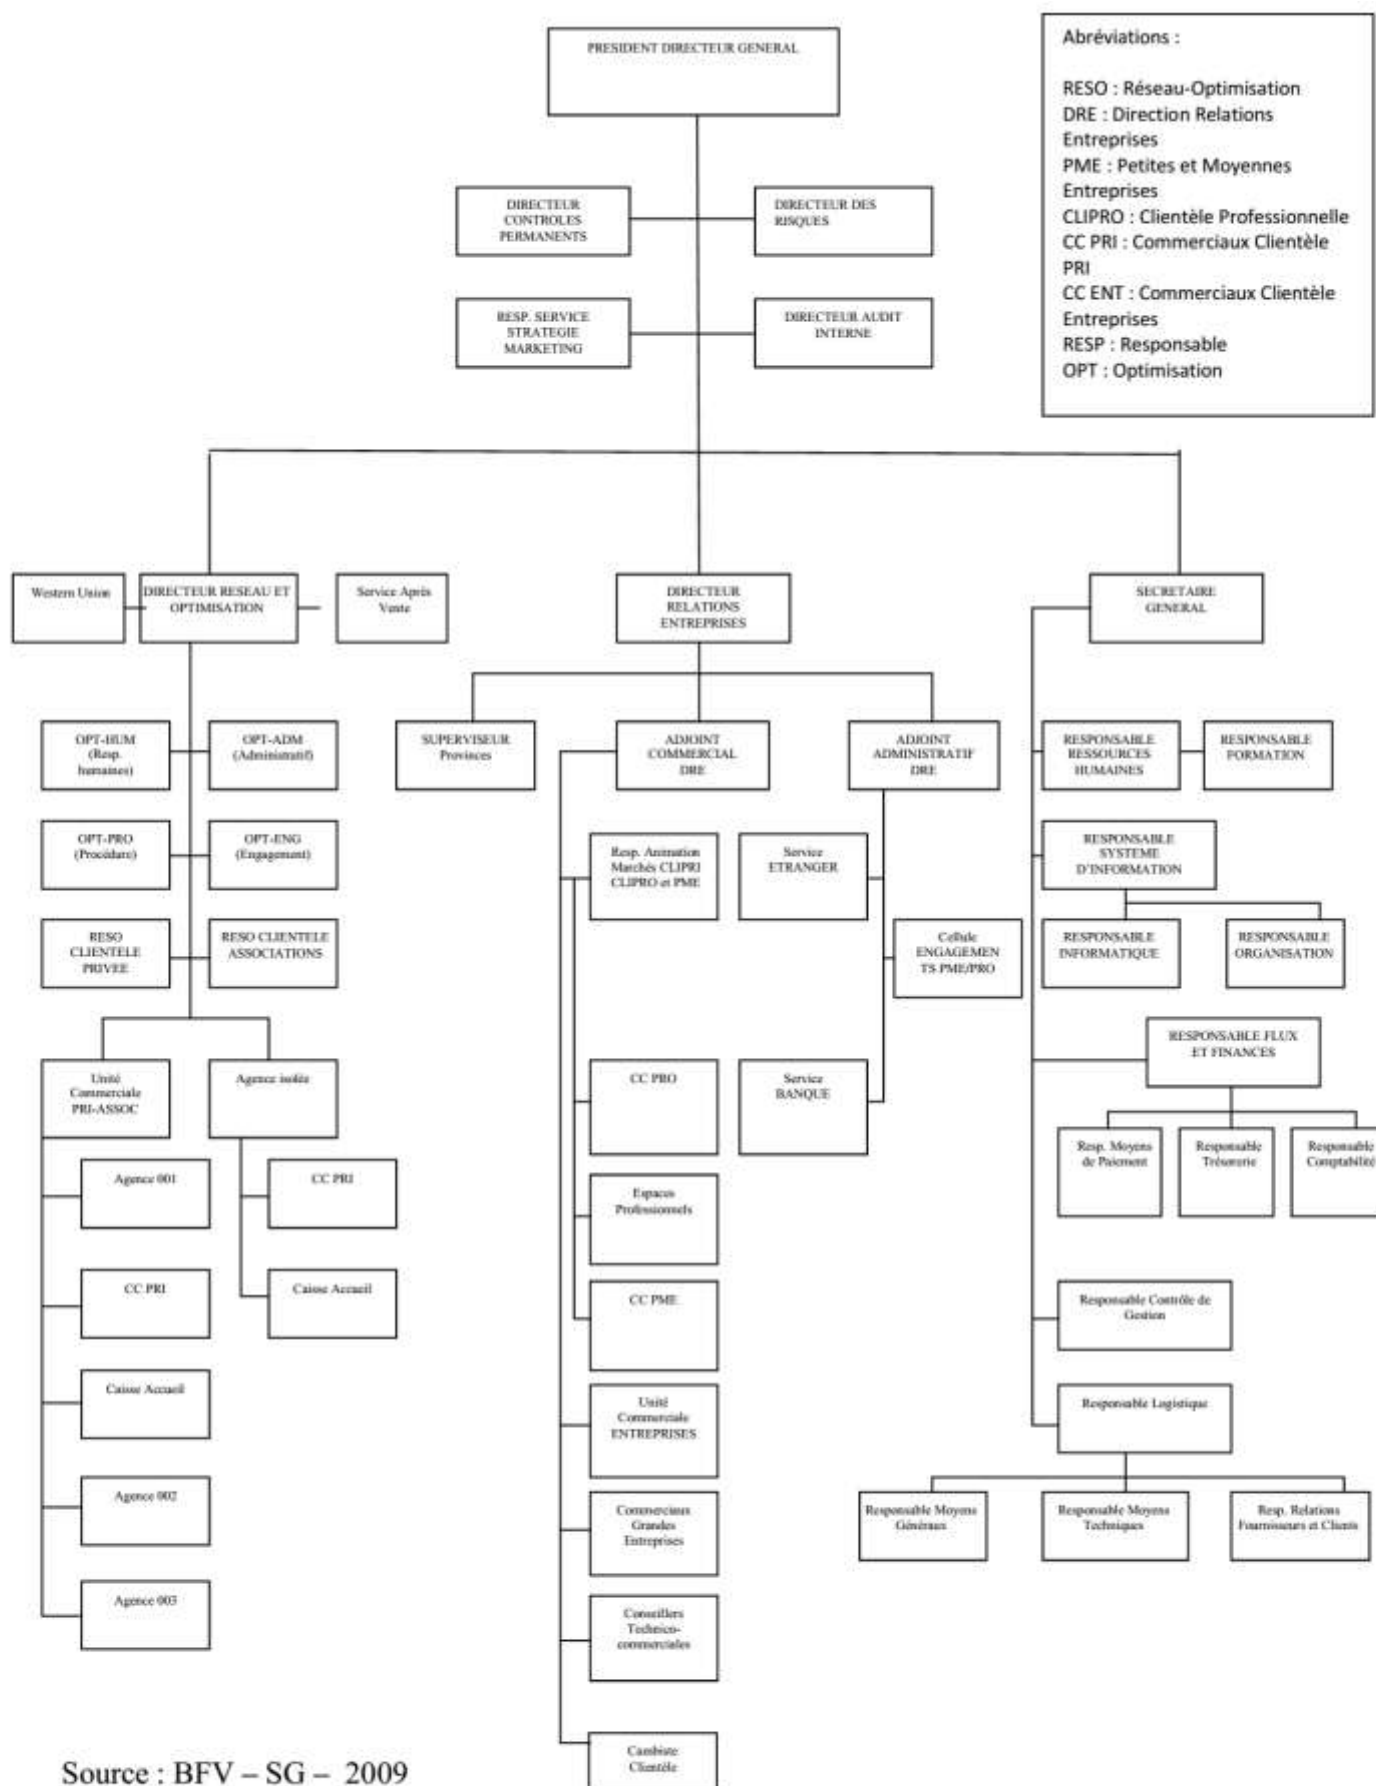 PRESIDENT DIRECTEUR GENERAL
Abréviations :
RESO : Réseau-Optimisation
DRE : Direction Relations
Entreprises
PME : Petites et Moyennes
Entreprises
CLIPRO : Clientèle Professionnelle
CC PRI : Commerciaux Clientèle
PRI
CC ENT : Commerciaux Clientèle
Entreprises
RESP : Responsable
OPT : Optimisation
DIRECTEUR
CONTROLES
PERMANENTS
DIRECTEUR DES
RISQUES
RESP. SERVICE
STRATEGIE
MARKETING
DIRECTEUR AUDIT
INTERNE
Western Union
DIRECTEUR RESEAU ET
OPTIMISATION
Service Après
Vente
DIRECTEUR
RELATIONS
ENTREPRISES
SECRETAIRE
GENERAL
OPT-HUM
(Resp.
humaines)
OPT-ADM
(Administratif)
SUPERVISEUR
Provinces
ADJOINT
COMMERCIAL
DRE
ADJOINT
ADMINISTRATIF
DRE
RESPONSABLE
RESSOURCES
HUMAINES
RESPONSABLE
FORMATION
OPT-PRO
(Procédure)
OPT-ENG
(Engagement)
Resp. Animation
Marchés CLIPRI
CLIPRO et PME
Service
ETRANGER
RESPONSABLE
SYSTEME
D'INFORMATION
RESO
CLIENTELE
PRIVEE
RESO CLIENTELE
ASSOCIATIONS
Cellule
ENGAGEMEN
TS PME/PRO
RESPONSABLE
INFORMATIQUE
RESPONSABLE
ORGANISATION
RESPONSABLE FLUX
ET FINANCES
Unité
Commerciale
PRI-ASSOC
Agence isolée
CC PRO
Service
BANQUE
Resp. Moyens
de Paiement
Responsable
Trésorerie
Responsable
Comptabilité
Agence 001
CC PRI
Espaces
Professionnels
CC PRI
Caisse Accueil
CC PME
Responsable Contrôle de
Gestion
Caisse Accueil
Unité
Commerciale
ENTREPRISES
Responsable Logistique
Agence 002
Commerciaux
Grandes
Entreprises
Responsable Moyens
Généraux
Responsable Moyens
Techniques
Resp. Relations
Fournisseurs et Clients
Agence 003
Conseillers
Technico-
commerciales
Cambiste
Clientèle
Source : BFV – SG – 2009